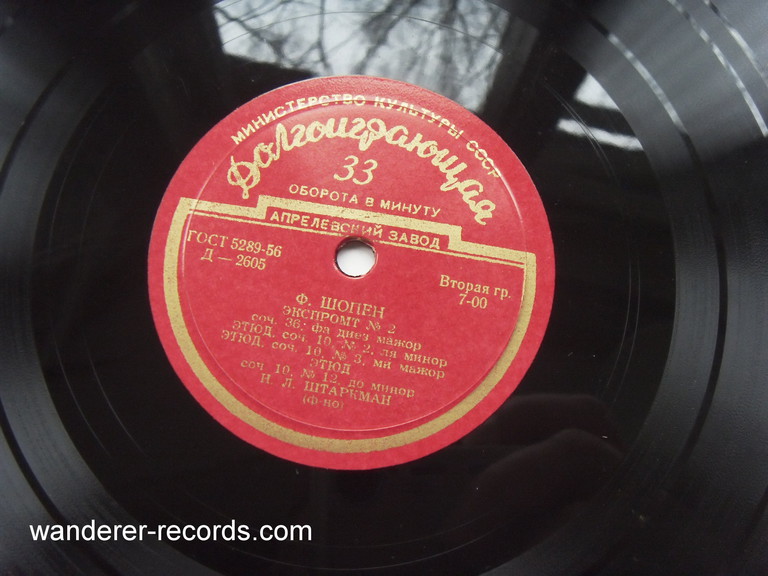 МИНИСТЕРСТВО КУЛЬТУРЫ СССР
Долгоиграющая
33
ОБОРОТА В МИНУТУ
АПРЕЛЕВСКИЙ ЗАВОД
ГОСТ 5289-56
Д — 2605
Вторая гр.
7-00
Ф. ШОПЕН
ЭКСПРОМТ № 2
соч. 36; фа диез мажор
ЭТЮД, соч. 10, № 2, ля минор
ЭТЮД, соч. 10, № 3, ми мажор
ЭТЮД
соч. 10, № 12, до минор
Н. Л. ШТАРКМАН
(ф-но)
wanderer-records.com